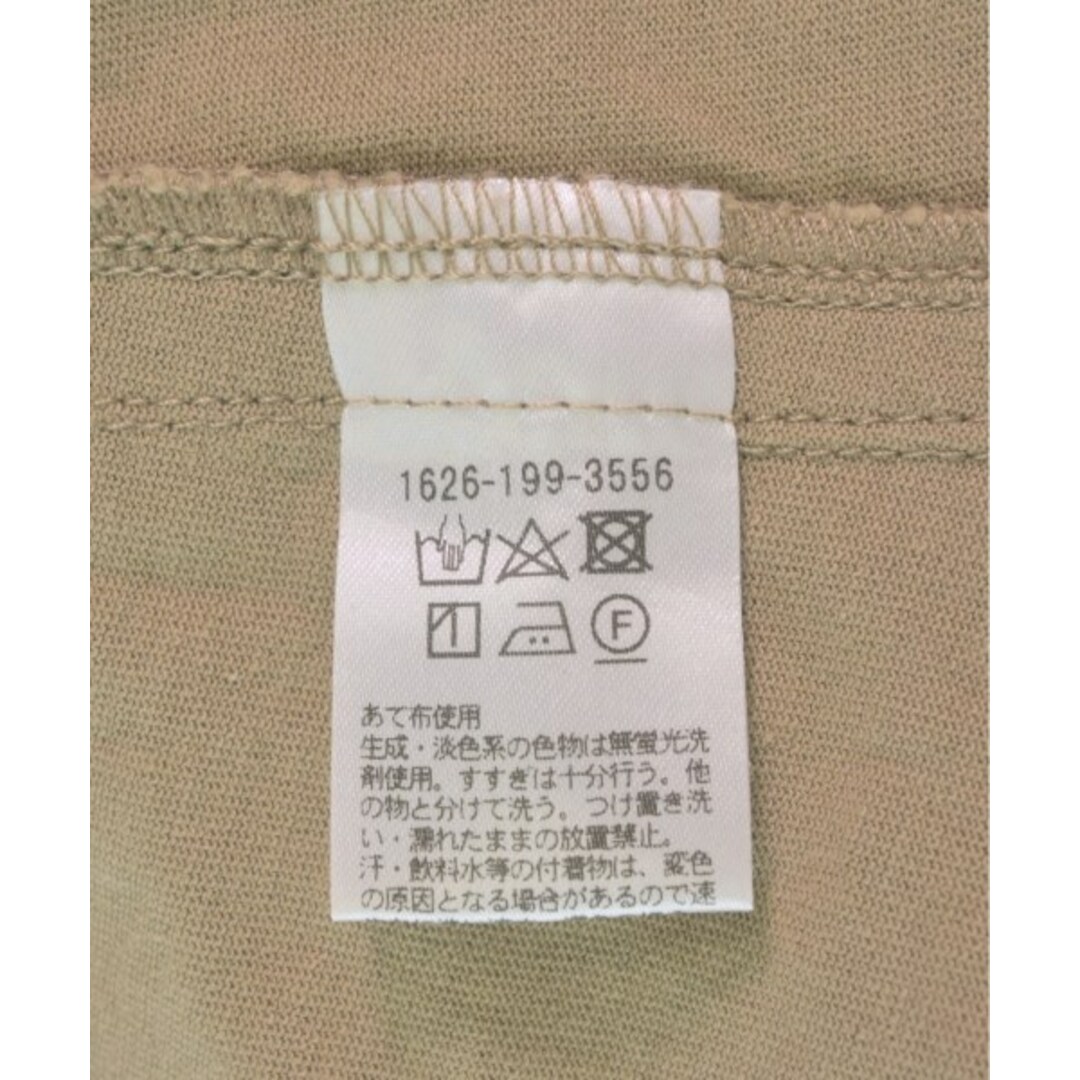 1626-199-3556
F
あて布使用
生成・淡色系の色物は無蛍光洗
剤使用。すすぎは十分行う。他
の物と分けて洗う。つけ置き洗
い・濡れたままの放置禁止。
汗・飲料水等の付着物は、変色
の原因となる場合があるので速